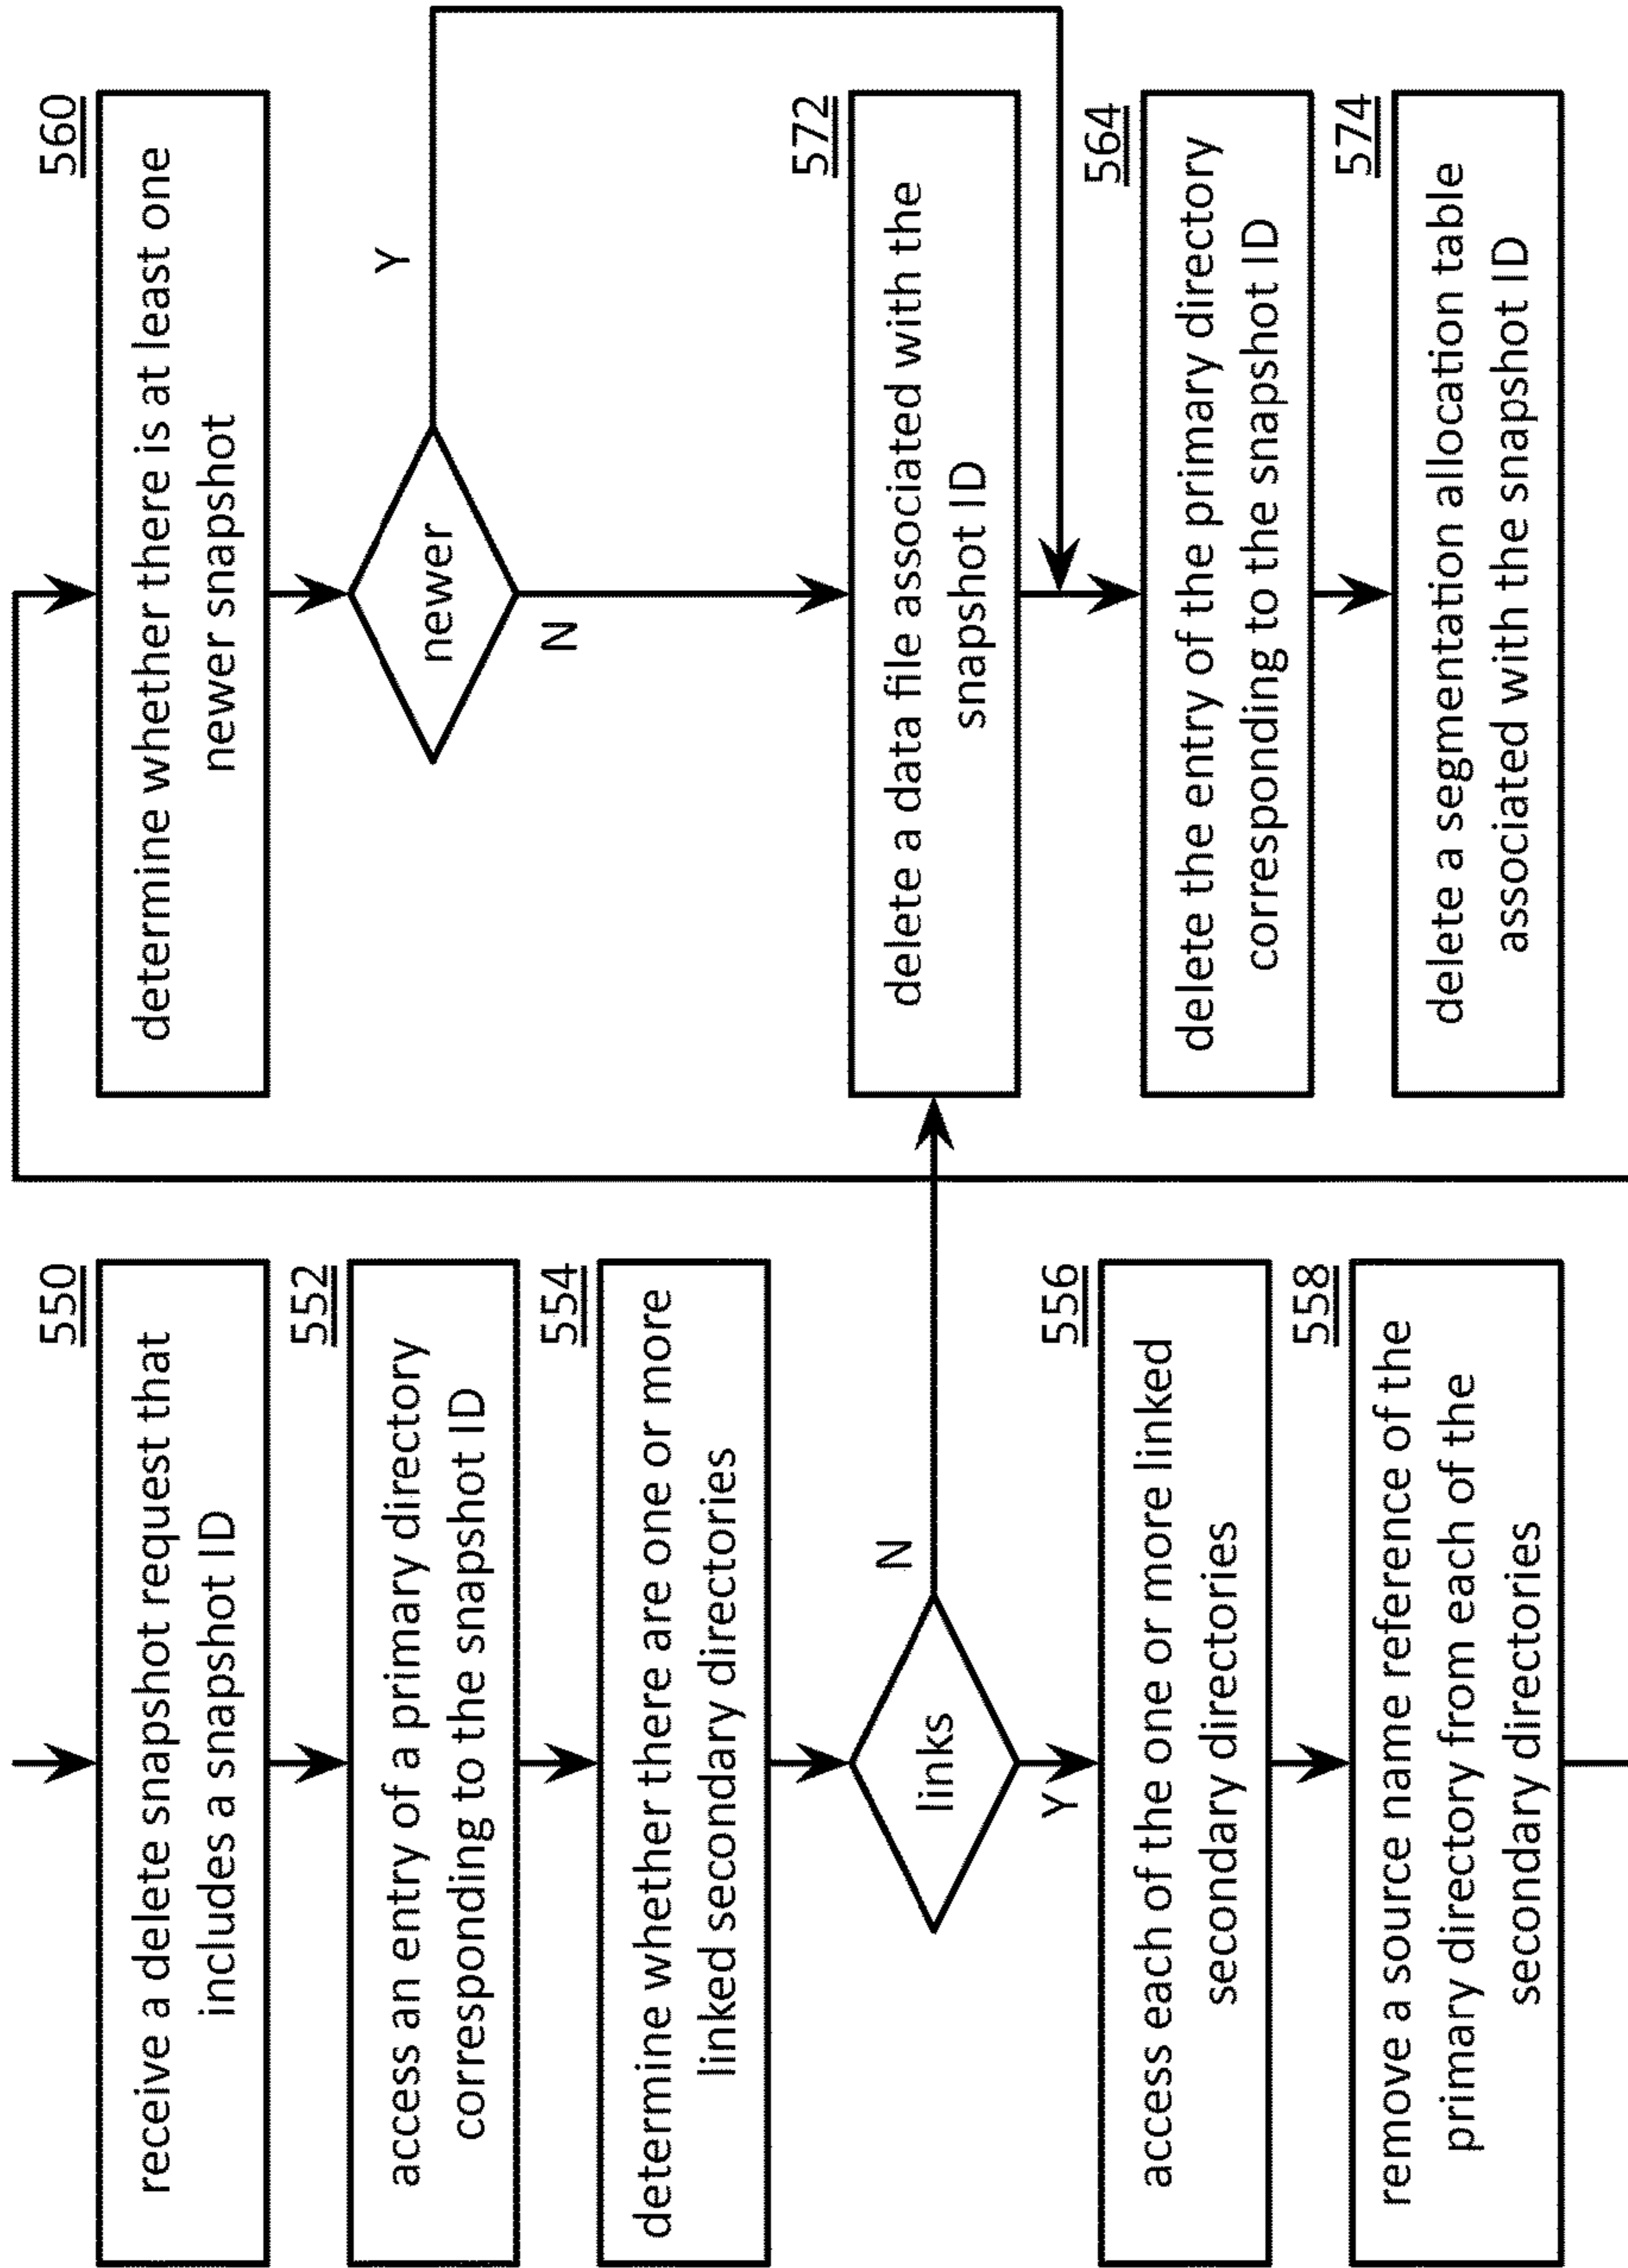 550
receive a delete snapshot request that
includes a snapshot ID
552
access an entry of a primary directory
corresponding to the snapshot ID
554
determine whether there are one or more
linked secondary directories
links
N
Y
556
access each of the one or more linked
secondary directories
558
remove a source name reference of the
primary directory from each of the
secondary directories
560
determine whether there is at least one
newer snapshot
newer
Y
N
572
delete a data file associated with the
snapshot ID
564
delete the entry of the primary directory
corresponding to the snapshot ID
574
delete a segmentation allocation table
associated with the snapshot ID